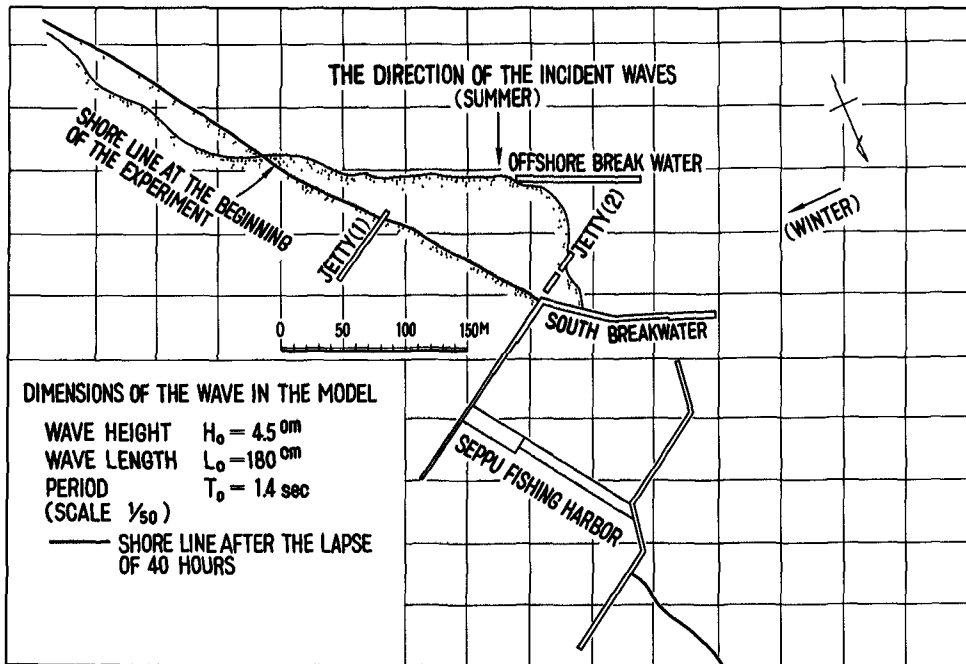 THE DIRECTION OF THE INCIDENT WAVES
(SUMMER)
OFFSHORE BREAK WATER
SHORE LINE AT THE BEGINNING
OF THE EXPERIMENT
JETTY(1)
JETTY(2)
(WINTER)
0 50 100 150M
SOUTH BREAKWATER
SEPPU FISHING HARBOR
DIMENSIONS OF THE WAVE IN THE MODEL
WAVE HEIGHT H₀ = 4.5 cm
WAVE LENGTH L₀ = 180 cm
PERIOD T₀ = 1.4 sec
(SCALE 1/50)
SHORE LINE AFTER THE LAPSE
OF 40 HOURS